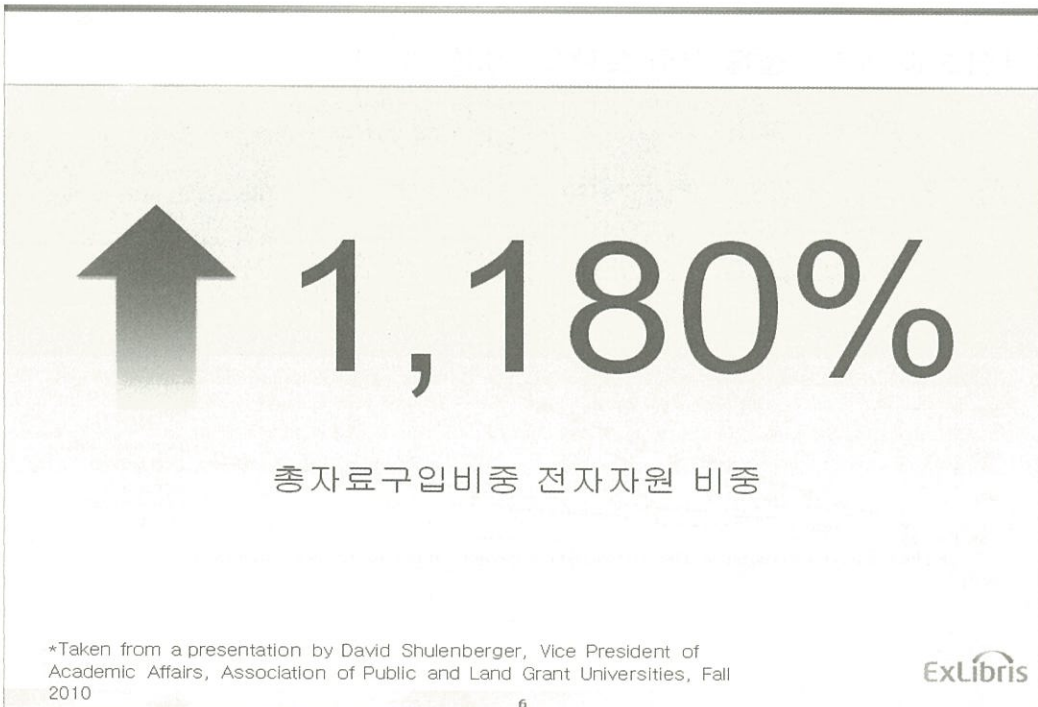 1,180%
총자료구입비중 전자자원 비중
*Taken from a presentation by David Shulenberger, Vice President of
Academic Affairs, Association of Public and Land Grant Universities, Fall
2010
6
ExLibris